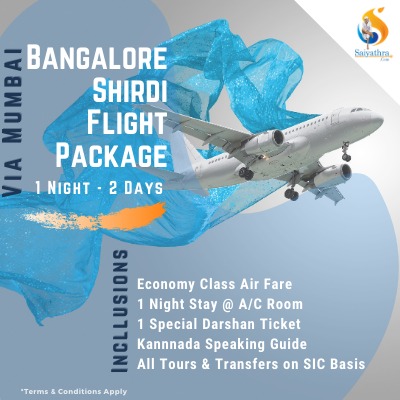 Saiyathra
.Com
VIA MUMBAI
BANGALORE
SHIRDI
FLIGHT
PACKAGE
1 NIGHT - 2 DAYS
INCLLUSIONS
Economy Class Air Fare
1 Night Stay @ A/C Room
1 Special Darshan Ticket
Kannnada Speaking Guide
All Tours & Transfers on SIC Basis
*Terms & Conditions Apply